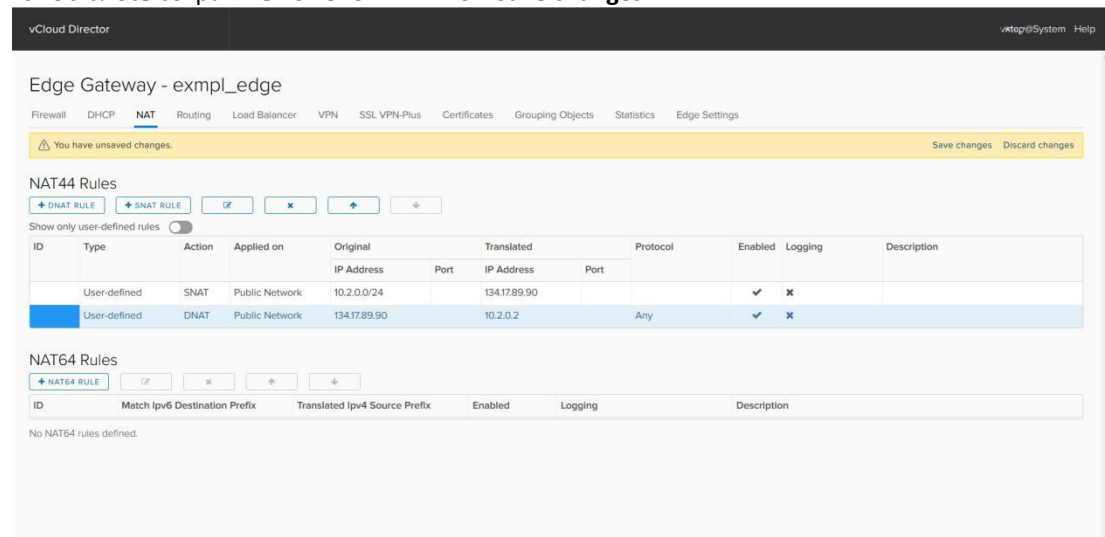 vCloud Director
@System Help
Edge Gateway - exmpl_edge
Firewall DHCP NAT Routing Load Balancer VPN SSL VPN-Plus Certificates Grouping Objects Statistics Edge Settings
You have unsaved changes. Save changes Discard changes
NAT44 Rules
+ DNAT RULE + SNAT RULE
Show only user-defined rules
ID Type Action Applied on Original Translated Protocol Enabled Logging Description
IP Address Port IP Address Port
User-defined SNAT Public Network 10.2.0.0/24 134.17.89.90
User-defined DNAT Public Network 134.17.89.90 10.2.0.2 Any
NAT64 Rules
+ NAT64 RULE
ID Match Ipv6 Destination Prefix Translated Ipv4 Source Prefix Enabled Logging Description
No NAT64 rules defined.